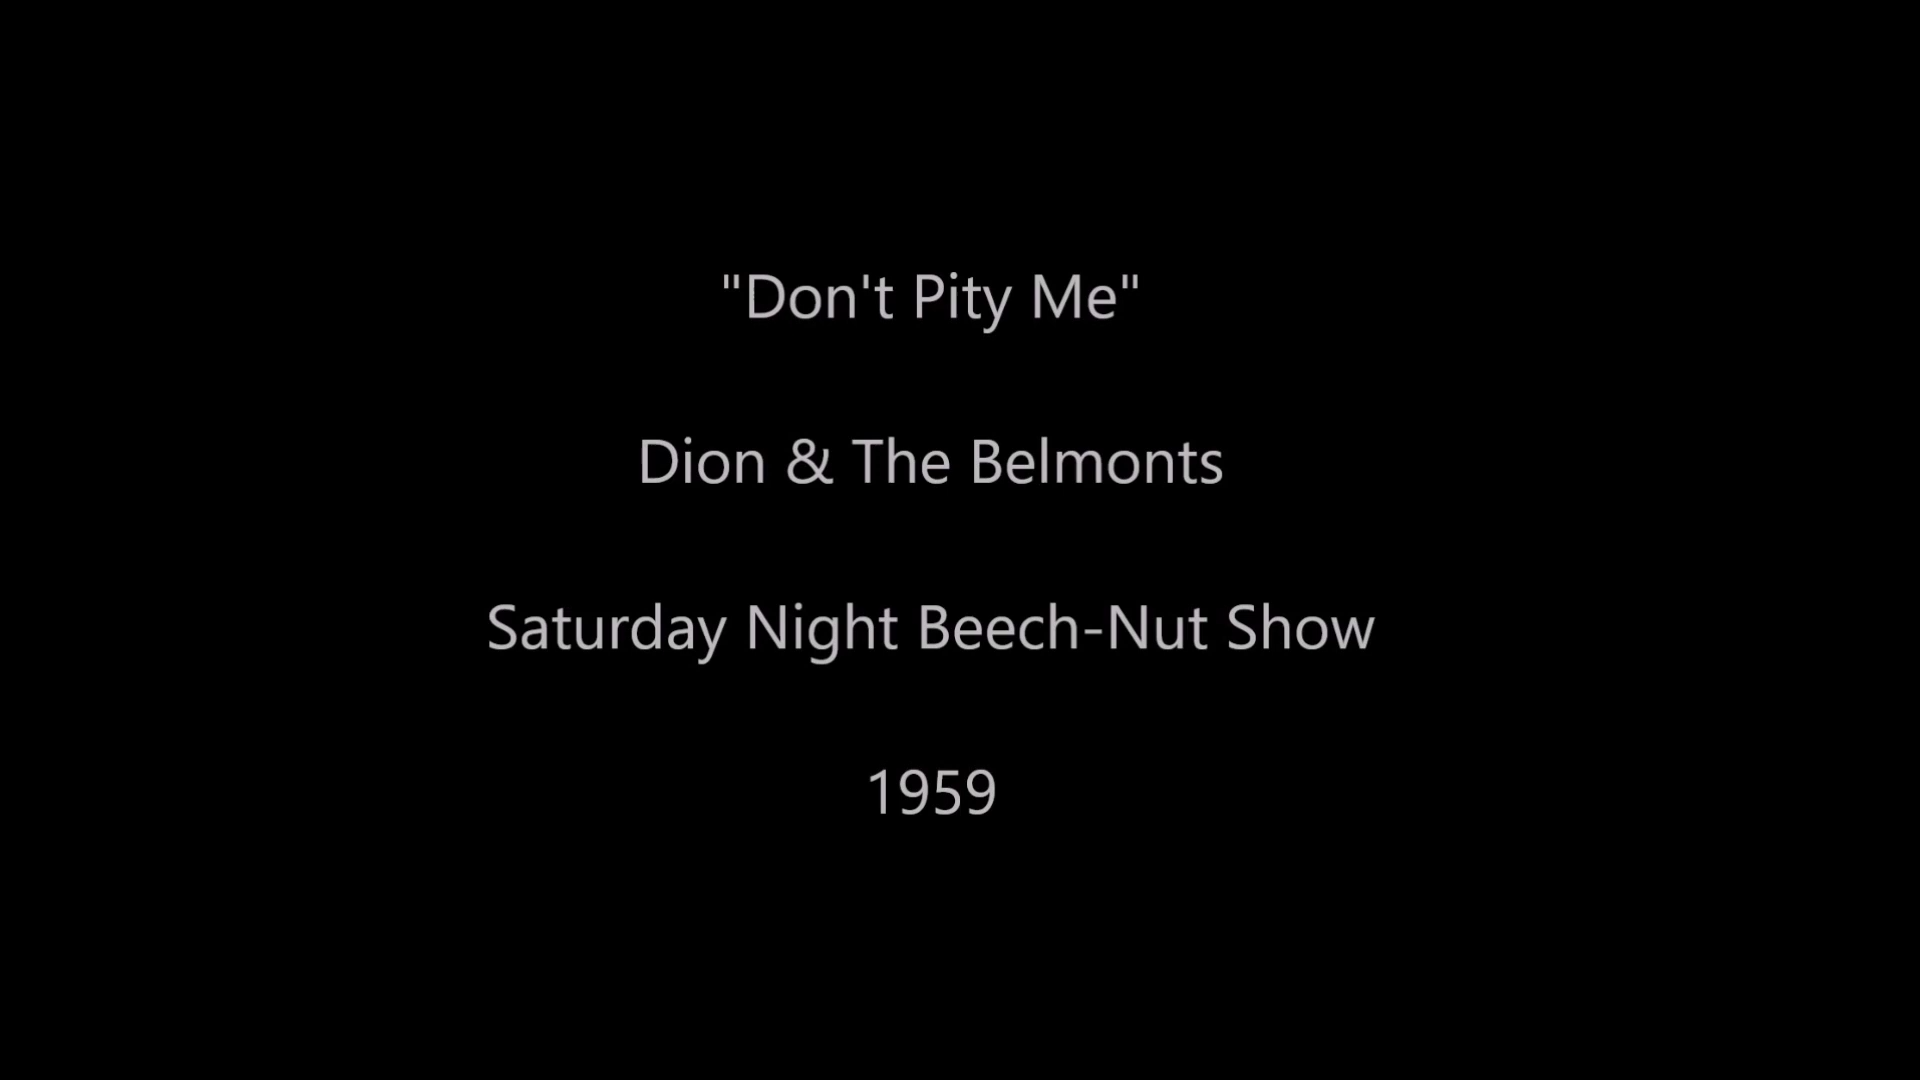 "Don't Pity Me"
Dion & The Belmonts
Saturday Night Beech-Nut Show
1959